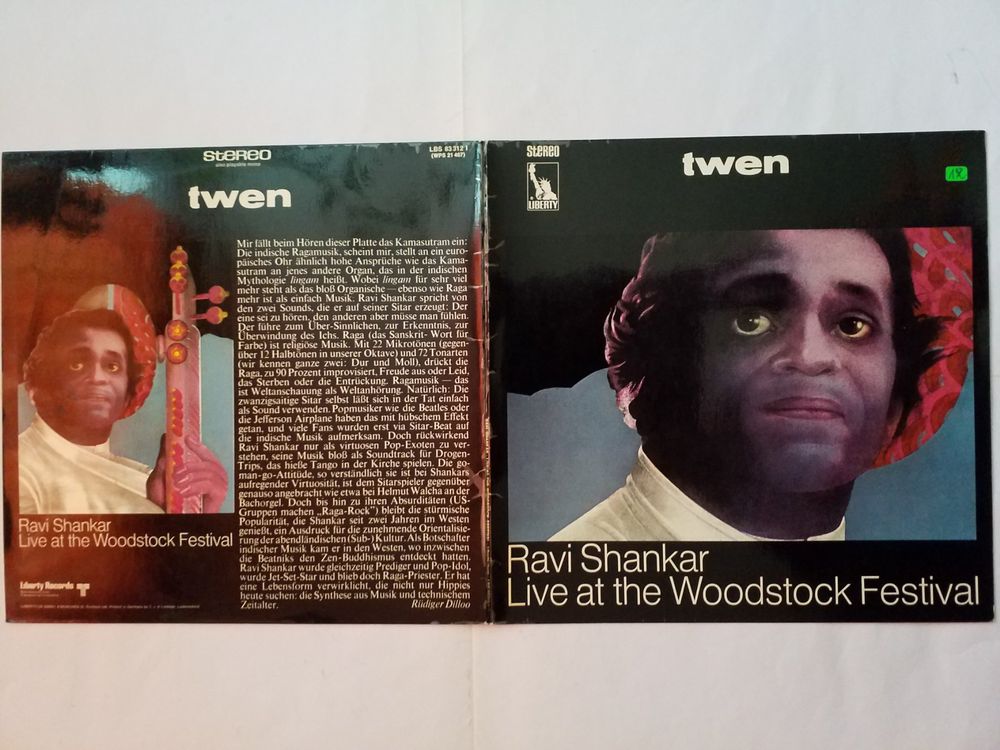 STEREO
also playable mono
LBS 83 312 I
(WPS 21 467)
twen
Mir fällt beim Hören dieser Platte das Kamasutram ein:
Die indische Ragamusik, scheint mir, stellt an ein euro-
päisches Ohr ähnlich hohe Ansprüche wie das Kama-
sutram an jenes andere Organ, das in der indischen
Mythologie lingam heißt. Wobei lingam für sehr viel
mehr steht als das bloß Organische — ebenso wie Raga
mehr ist als einfach Musik. Ravi Shankar spricht von
den zwei Sounds, die er auf seiner Sitar erzeugt: Der
eine sei zu hören, den anderen aber müsse man fühlen.
Der führe zum Über-Sinnlichen, zur Erkenntnis, zur
Überwindung des Ichs. Raga (das Sanskrit- Wort für
Farbe) ist religiöse Musik. Mit 22 Mikrotönen (gegen-
über 12 Halbtönen in unserer Oktave) und 72 Tonarten
(wir kennen ganze zwei: Dur und Moll), drückt die
Raga, zu 90 Prozent improvisiert, Freude aus oder Leid,
das Sterben oder die Entrückung. Ragamusik — das
ist Weltanschauung als Weltanhörung. Natürlich: Die
zwanzigsaitige Sitar selbst läßt sich in der Tat einfach
als Sound verwenden. Popmusiker wie die Beatles oder
die Jefferson Airplane haben das mit hübschem Effekt
getan, und viele Fans wurden erst via Sitar-Beat auf
die indische Musik aufmerksam. Doch rückwirkend
Ravi Shankar nur als virtuosen Pop-Exoten zu ver-
stehen, seine Musik bloß als Soundtrack für Drogen-
Trips, das hieße Tango in der Kirche spielen. Die go-
man-go-Attitüde, so verständlich sie ist bei Shankars
aufregender Virtuosität, ist dem Sitarspieler gegenüber
genauso angebracht wie etwa bei Helmut Walcha an der
Bachorgel. Doch bis hin zu ihren Absurditäten (US-
Gruppen machen „Raga-Rock”) bleibt die stürmische
Popularität, die Shankar seit zwei Jahren im Westen
genießt, ein Ausdruck für die zunehmende Orientalisie-
rung der abendländischen (Sub-) Kultur. Als Botschafter
indischer Musik kam er in den Westen, wo inzwischen
die Beatniks den Zen-Buddhismus entdeckt hatten.
Ravi Shankar wurde gleichzeitig Prediger und Pop-Idol,
wurde Jet-Set-Star und blieb doch Raga-Priester. Er hat
eine Lebensform verwirklicht, die nicht nur Hippies
heute suchen: die Synthese aus Musik und technischem
Zeitalter.
Rüdiger Dilloo
Ravi Shankar
Live at the Woodstock Festival
Liberty Records
STEREO
LIBERTY
twen
12.
Ravi Shankar
Live at the Woodstock Festival